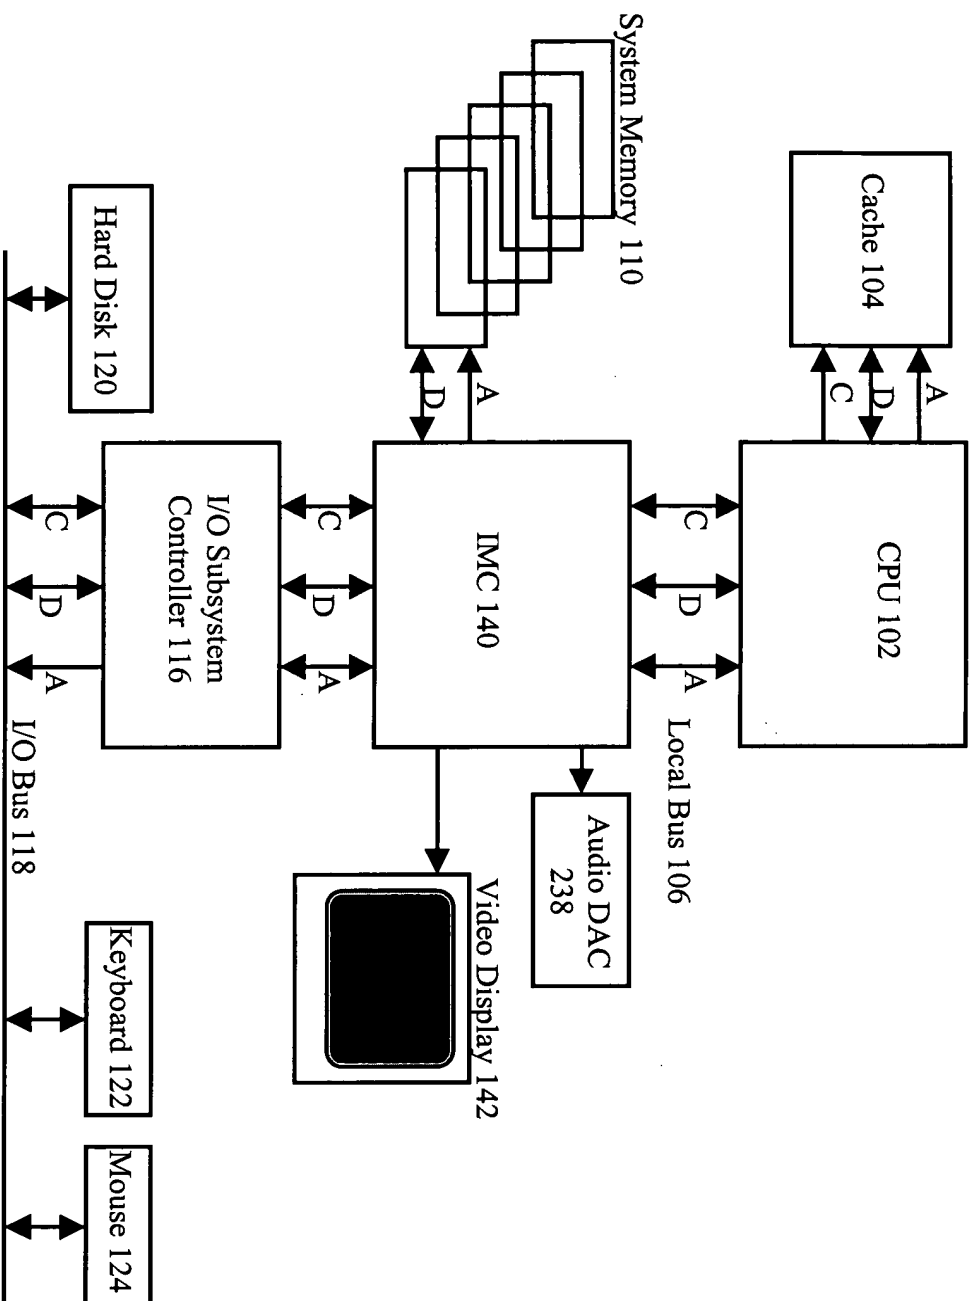 Cache 104
A
D
C
CPU 102
System Memory 110
C
D
A
Local Bus 106
A
D
IMC 140
Audio DAC
238
Video Display 142
C
D
A
I/O Subsystem
Controller 116
Hard Disk 120
C
D
A
I/O Bus 118
Keyboard 122
Mouse 124